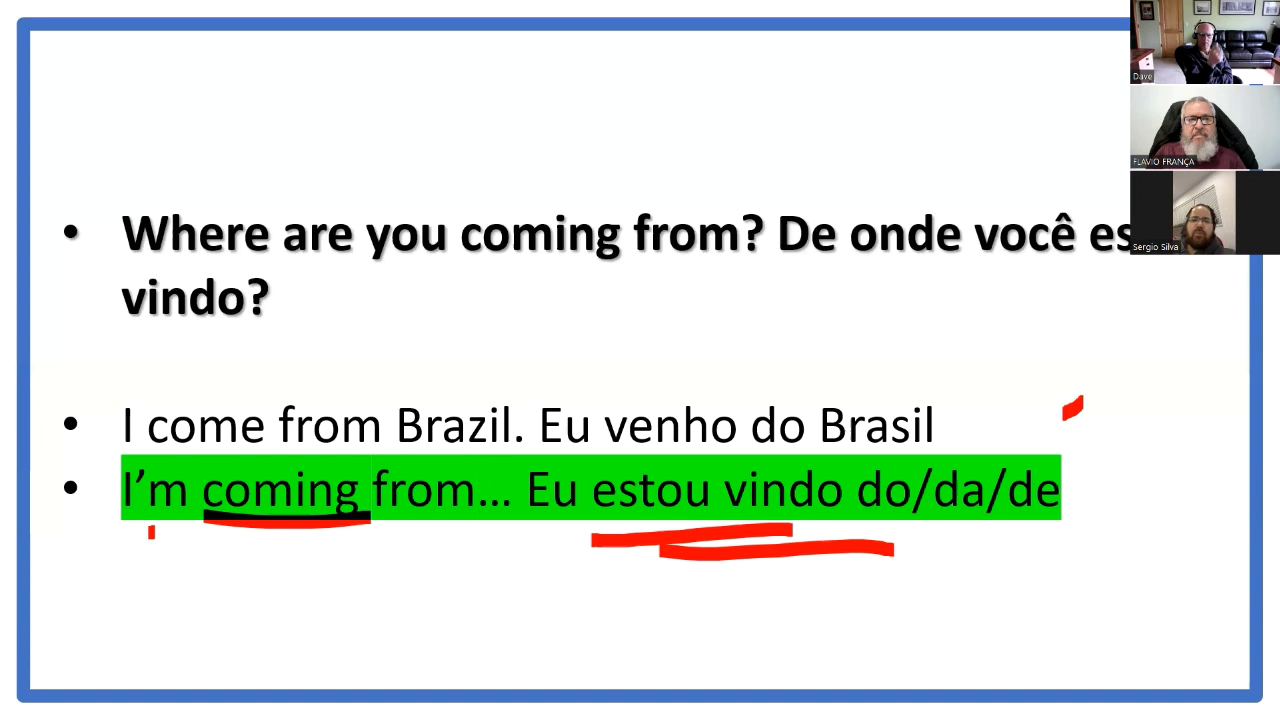 Dave
FLAVIO FRANÇA
Sergio Silva
• Where are you coming from? De onde você es
vindo?
• I come from Brazil. Eu venho do Brasil
• I’m coming from... Eu estou vindo do/da/de